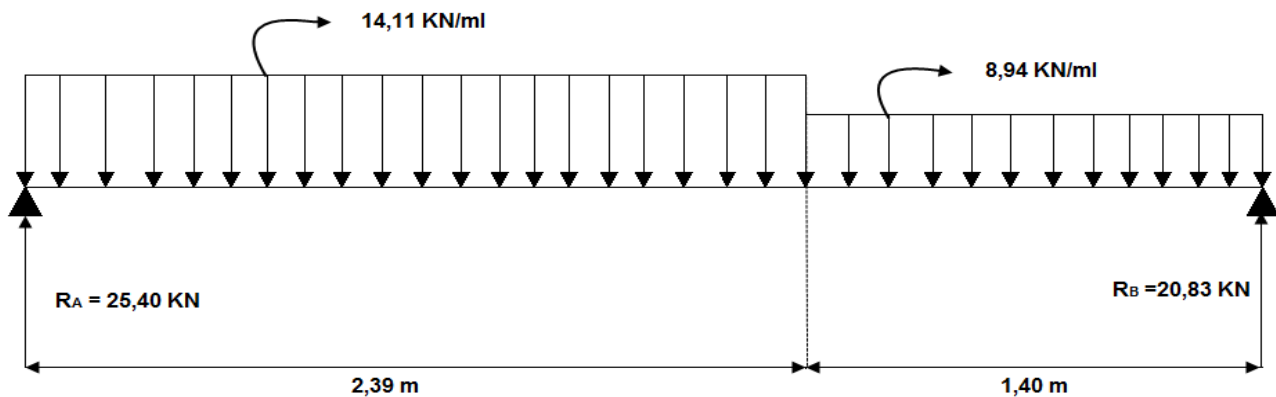 14,11 KN/ml
8,94 KN/ml
RA = 25,40 KN
RB =20,83 KN
2,39 m
1,40 m